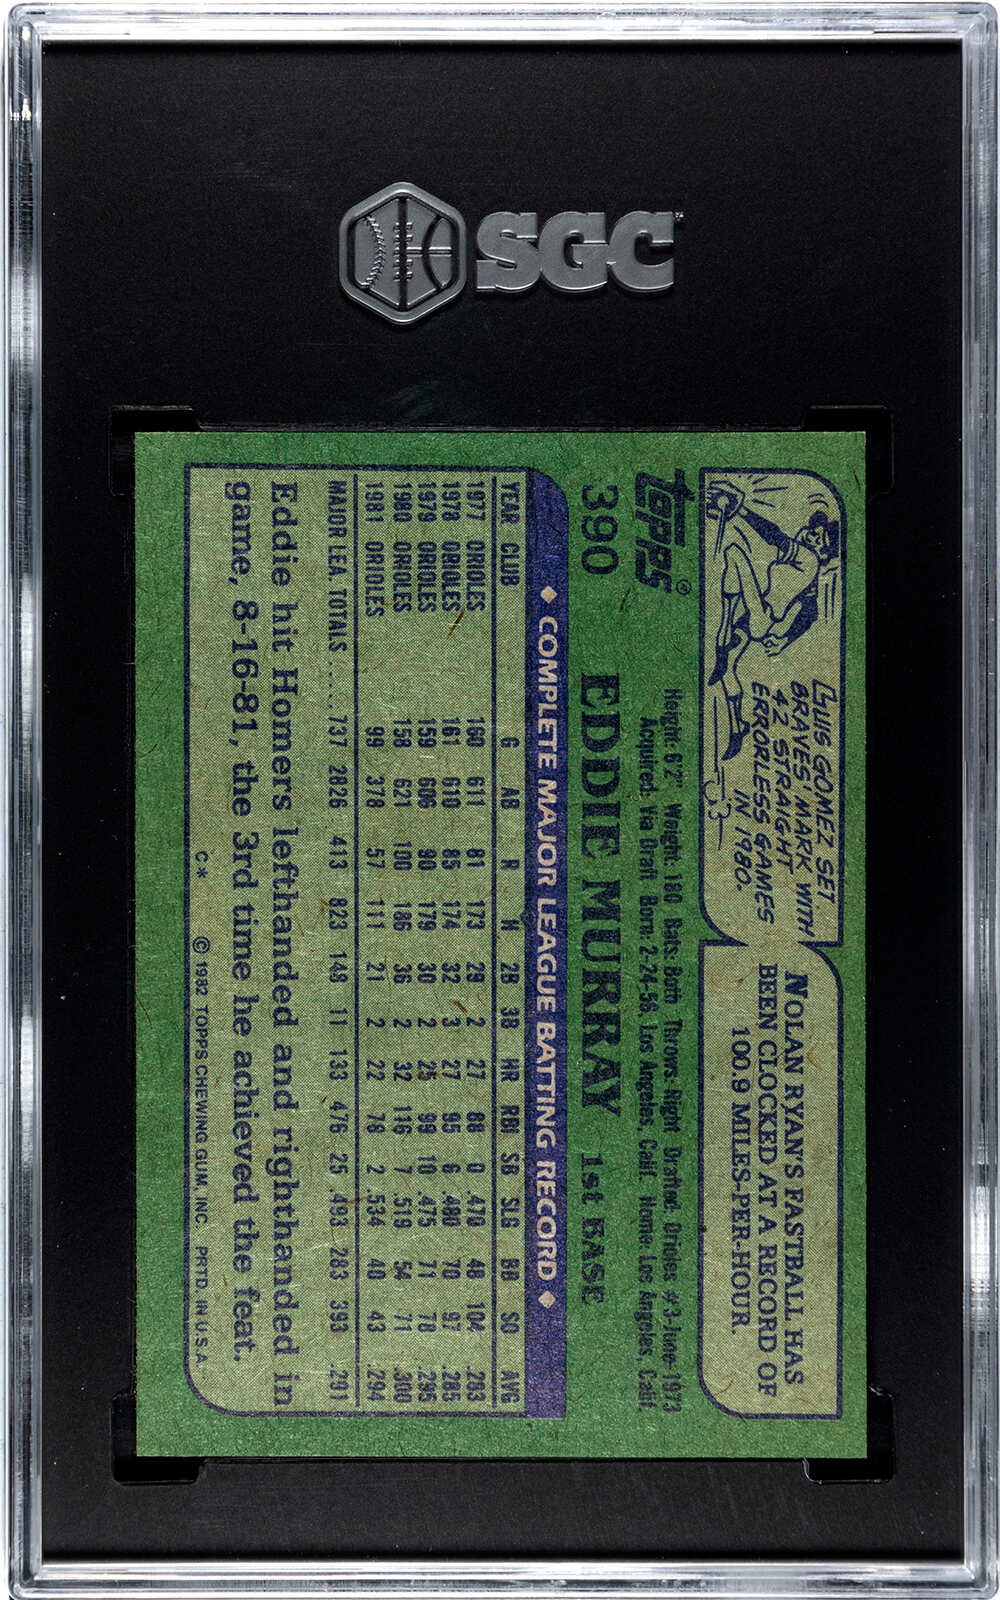 SGC
Topps®
390
EDDIE MURRAY 1st BASE
Height: 6'2" Weight: 180 Bats: Both Throws: Right Drafted: Orioles #3-June-1973
Acquired: Via Draft Born: 2-24-56, Los Angeles, Calif. Home: Los Angeles, Calif.
LUIS GOMEZ SET
BRAVES' MARK WITH
42 STRAIGHT
ERRORLESS GAMES
IN 1980.
NOLAN RYAN'S FASTBALL HAS
BEEN CLOCKED AT A RECORD OF
100.9 MILES-PER-HOUR.
◆ COMPLETE MAJOR LEAGUE BATTING RECORD ◆
YEAR CLUB G AB R H 2B 3B HR RBI SB SLG BB SO AVG
1977 ORIOLES 160 611 81 173 29 2 27 88 0 .470 48 104 .283
1978 ORIOLES 161 610 85 174 32 3 27 95 6 .480 70 97 .285
1979 ORIOLES 159 606 90 179 30 2 25 99 10 .475 71 78 .295
1980 ORIOLES 158 621 100 186 36 2 32 116 7 .519 54 71 .300
1981 ORIOLES 99 378 57 111 21 2 22 78 2 .534 40 43 .294
MAJOR LEA. TOTALS ..... 737 2826 413 823 148 11 133 476 25 .493 283 393 .291
Eddie hit Homers lefthanded and righthanded in
game, 8-16-81, the 3rd time he achieved the feat.
C* © 1982 TOPPS CHEWING GUM, INC. PRTD. IN U.S.A.